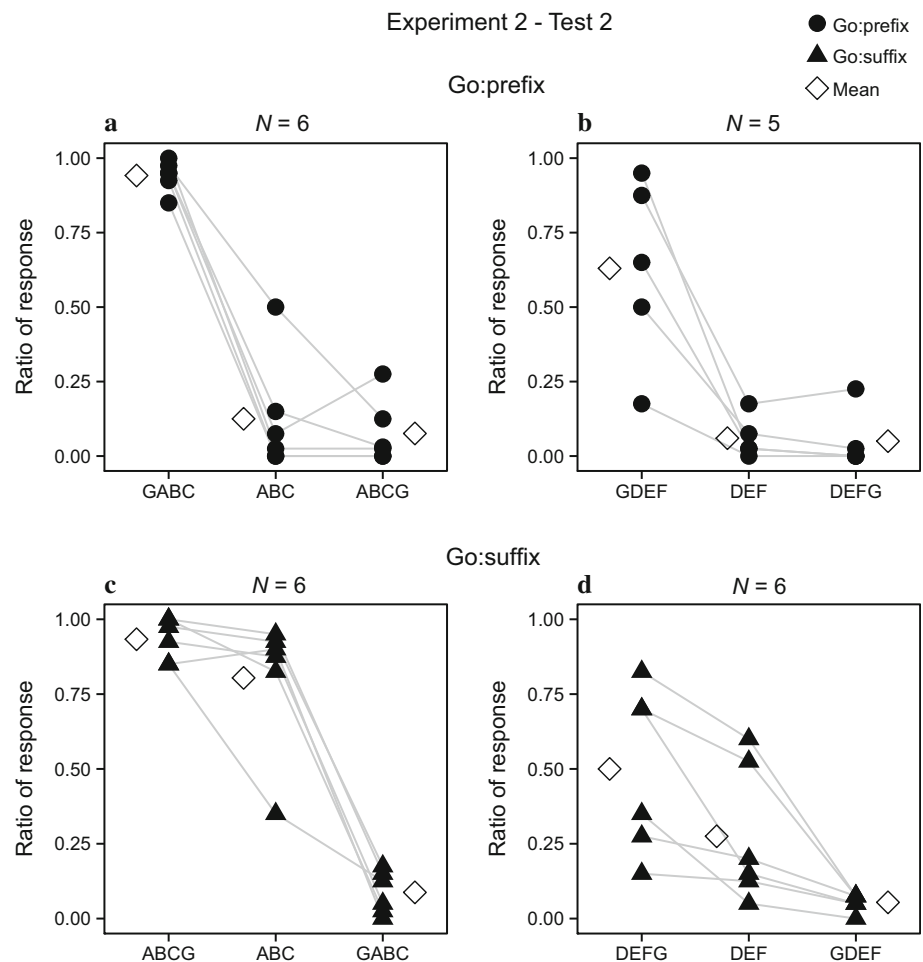 Experiment 2 - Test 2
Go:prefix
Go:suffix
Mean
Go:prefix
a
N = 6
Ratio of response
1.00
0.75
0.50
0.25
0.00
GABC ABC ABCG
b
N = 5
Ratio of response
1.00
0.75
0.50
0.25
0.00
GDEF DEF DEFG
Go:suffix
c
N = 6
Ratio of response
1.00
0.75
0.50
0.25
0.00
ABCG ABC GABC
d
N = 6
Ratio of response
1.00
0.75
0.50
0.25
0.00
DEFG DEF GDEF